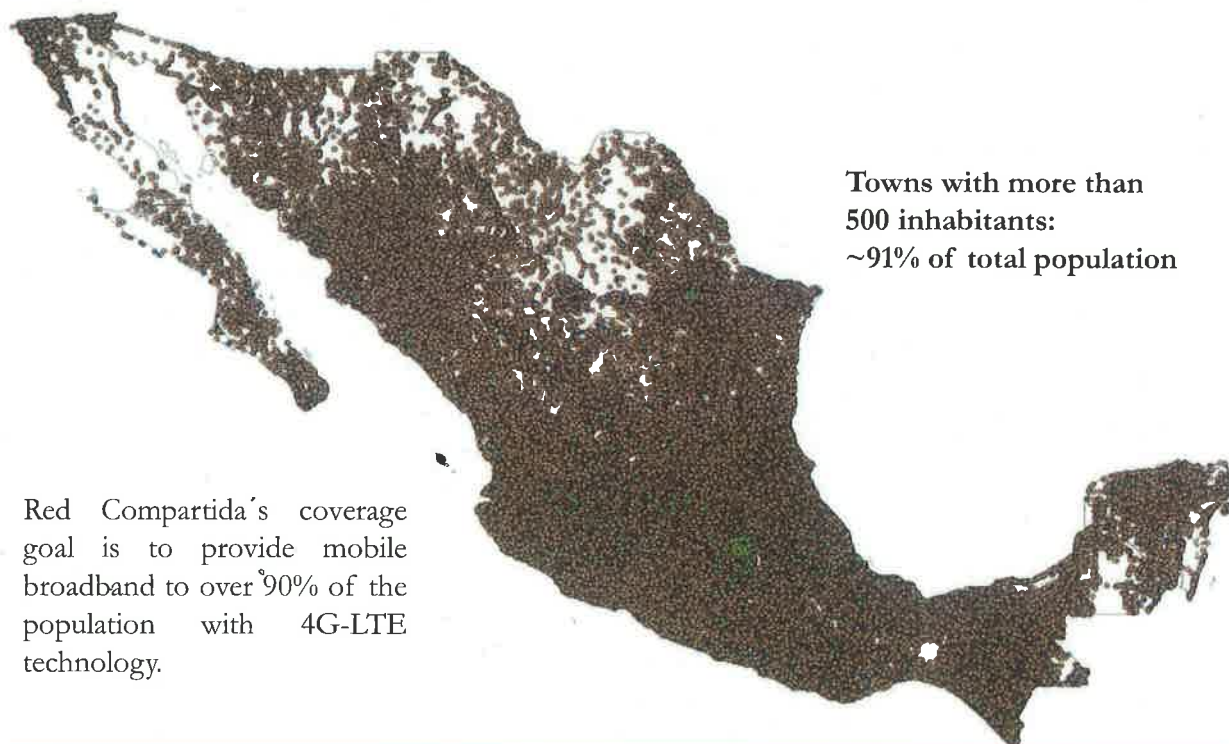 Towns with more than
500 inhabitants:
~91% of total population
Red Compartida´s coverage
goal is to provide mobile
broadband to over 90% of the
population with 4G-LTE
technology.